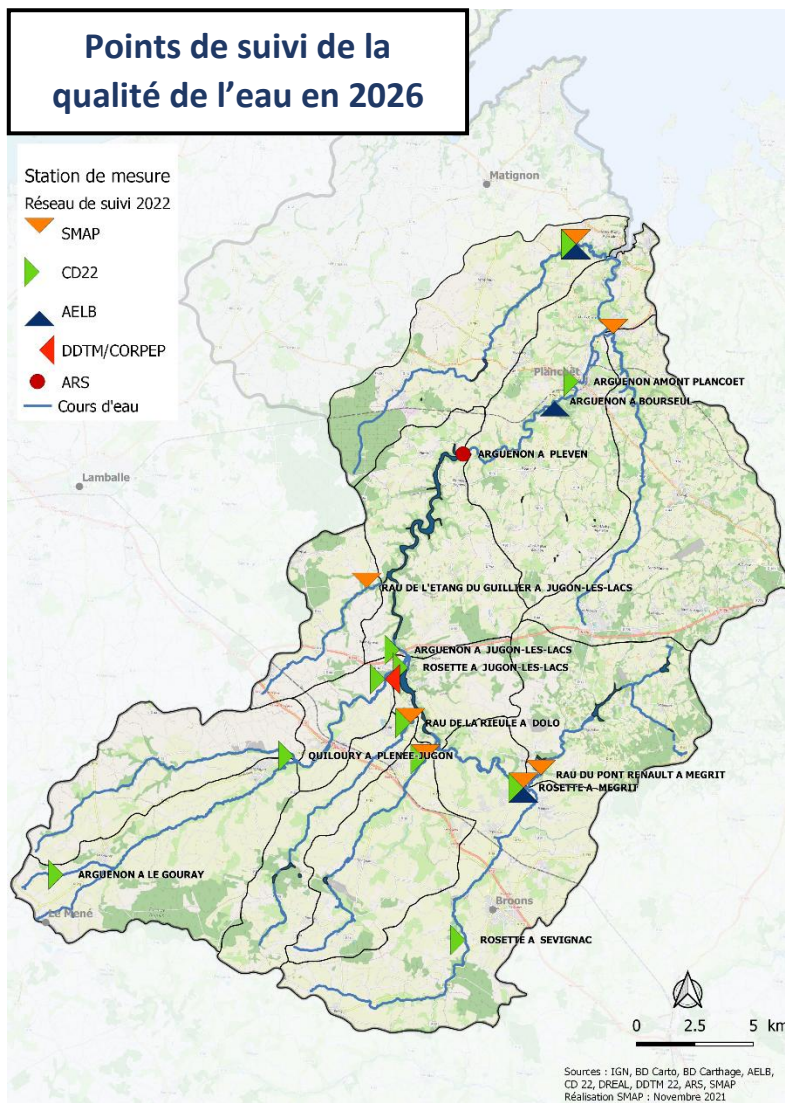 Points de suivi de la
qualité de l’eau en 2026
Station de mesure
Réseau de suivi 2022
SMAP
CD22
AELB
DDTM/CORPEP
ARS
Cours d'eau
Matignon
Plancoët
ARGUENON AMONT PLANCOET
ARGUENON A BOURSEUL
ARGUENON A PLEVEN
Lamballe
RAU DE L'ETANG DU GUILLIER A JUGON-LES-LACS
ARGUENON A JUGON-LES-LACS
ROSETTE A JUGON-LES-LACS
RAU DE LA RIEULE A DOLO
QUILOURY A PLENEE-JUGON
RAU DU PONT RENAULT A MEGRIT
ROSETTE A MEGRIT
ARGUENON A LE GOURAY
Le Mené
Broons
ROSETTE A SEVIGNAC
0 2.5 5 km
Sources : IGN, BD Carto, BD Carthage, AELB,
CD 22, DREAL, DDTM 22, ARS, SMAP
Réalisation SMAP : Novembre 2021